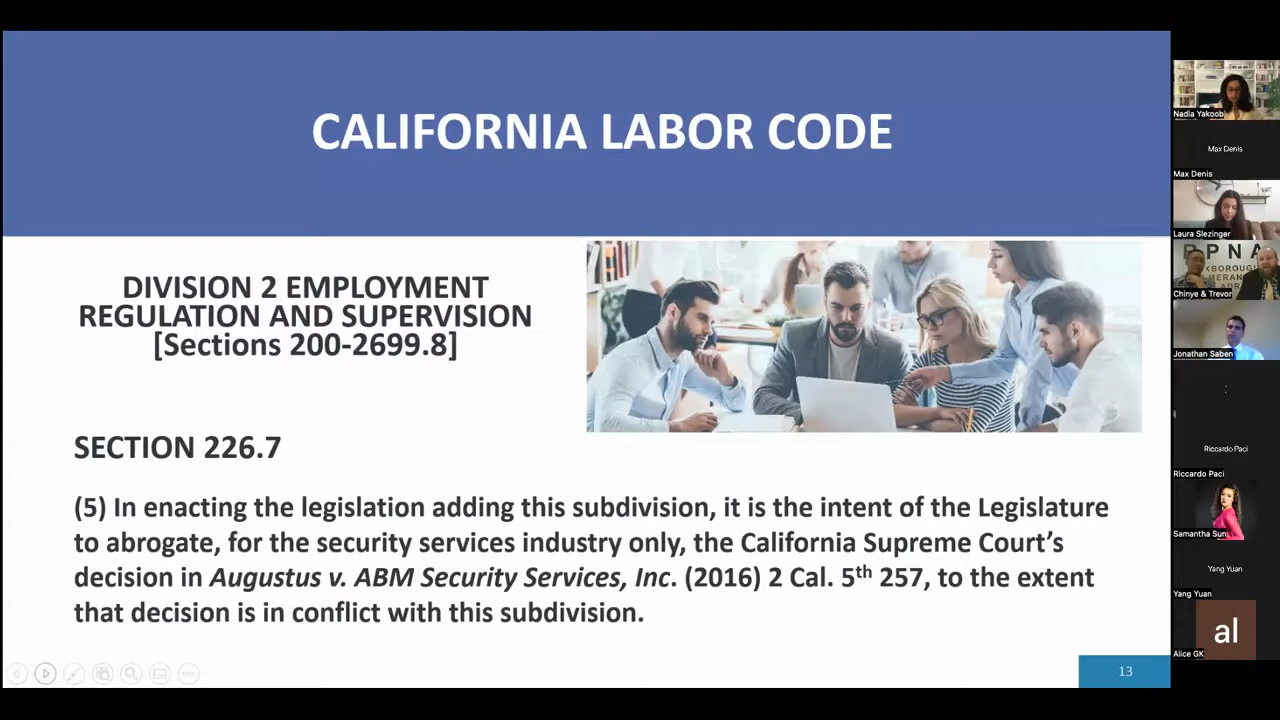 CALIFORNIA LABOR CODE
DIVISION 2 EMPLOYMENT
REGULATION AND SUPERVISION
[Sections 200-2699.8]
SECTION 226.7
(5) In enacting the legislation adding this subdivision, it is the intent of the Legislature
to abrogate, for the security services industry only, the California Supreme Court’s
decision in Augustus v. ABM Security Services, Inc. (2016) 2 Cal. 5th 257, to the extent
that decision is in conflict with this subdivision.
13
Nadia Yakoob
Max Denis
Max Denis
Laura Slezinger
PPNA
Chinye & Trevor
Jonathan Saben
Riccardo Paci
Riccardo Paci
Samantha Sun
Yang Yuan
Yang Yuan
al
Alice GK